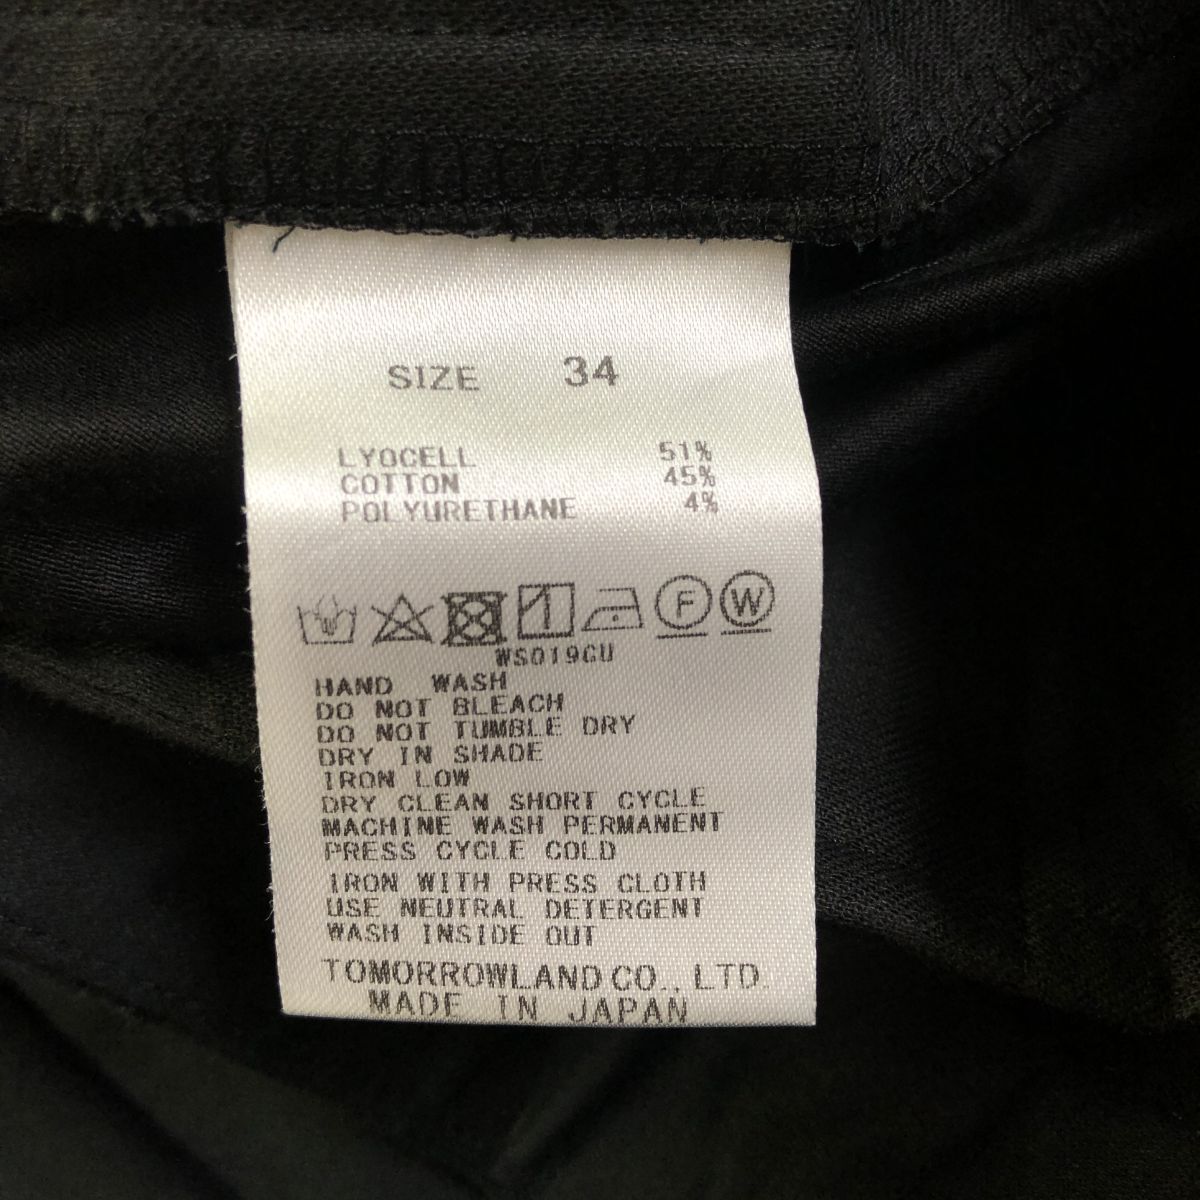 SIZE 34
LYOCELL 51%
COTTON 45%
POLYURETHANE 4%
F W
WS019GU
HAND WASH
DO NOT BLEACH
DO NOT TUMBLE DRY
DRY IN SHADE
IRON LOW
DRY CLEAN SHORT CYCLE
MACHINE WASH PERMANENT
PRESS CYCLE COLD
IRON WITH PRESS CLOTH
USE NEUTRAL DETERGENT
WASH INSIDE OUT
TOMORROWLAND CO., LTD.
MADE IN JAPAN